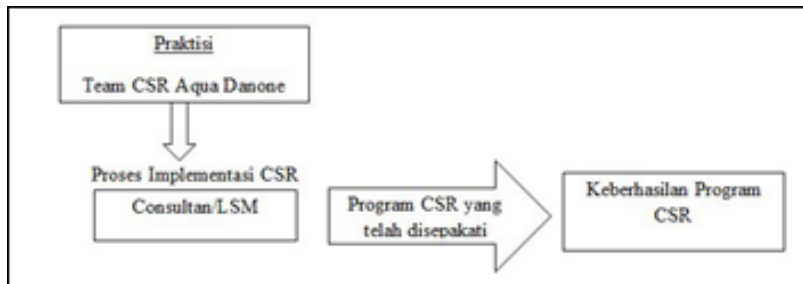 Praktisi
Team CSR Aqua Danone
Proses Implementasi CSR
Consultan/LSM
Program CSR yang
telah disepakati
Keberhasilan Program
CSR